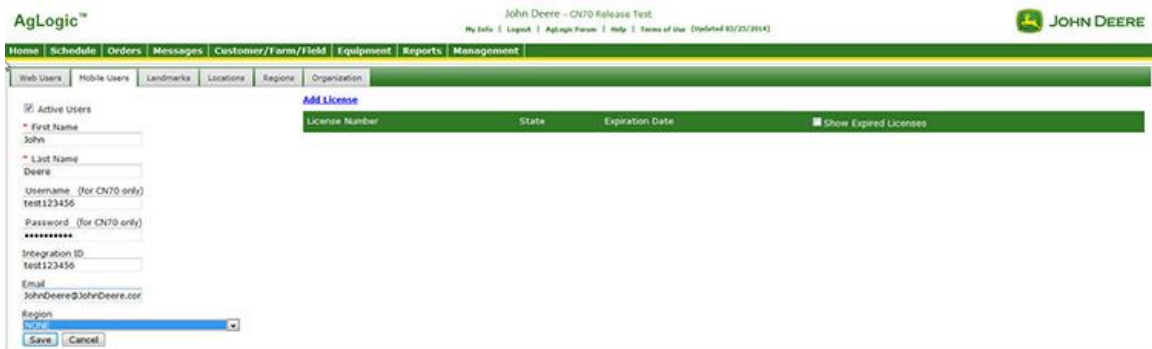 AgLogic™
John Deere - CN70 Release Test
My Info | Logout | AgLogic Forum | Help | Terms of Use (Updated 03/25/2014)
JOHN DEERE
Home Schedule Orders Messages Customer/Farm/Field Equipment Reports Management
Web Users Mobile Users Landmarks Locations Regions Organization
Active Users
* First Name
John
* Last Name
Deere
Username (for CN70 only)
test123456
Password (for CN70 only)
••••••••••
Integration ID
test123456
Email
JohnDeere@JohnDeere.cor
Region
NONE
Save Cancel
Add License
License Number State Expiration Date Show Expired Licenses